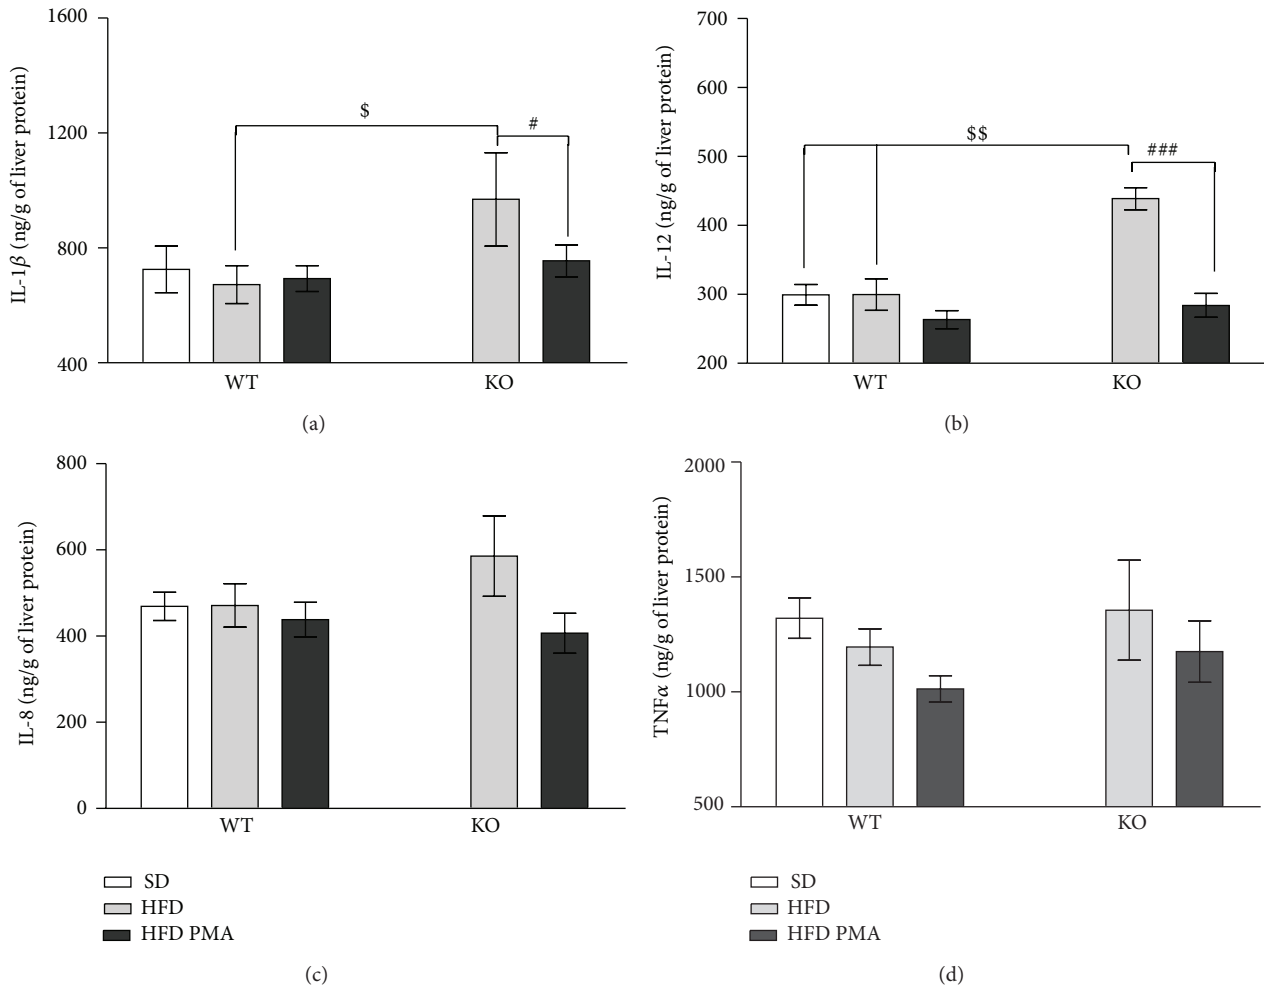 1600
1200
800
400
IL-1β (ng/g of liver protein)
$
#
WT
KO
(a)
700
600
500
400
300
200
IL-12 (ng/g of liver protein)
$$
###
WT
KO
(b)
800
600
400
200
0
IL-8 (ng/g of liver protein)
WT
KO
SD
HFD
HFD PMA
(c)
2000
1500
1000
500
TNFα (ng/g of liver protein)
WT
KO
SD
HFD
HFD PMA
(d)